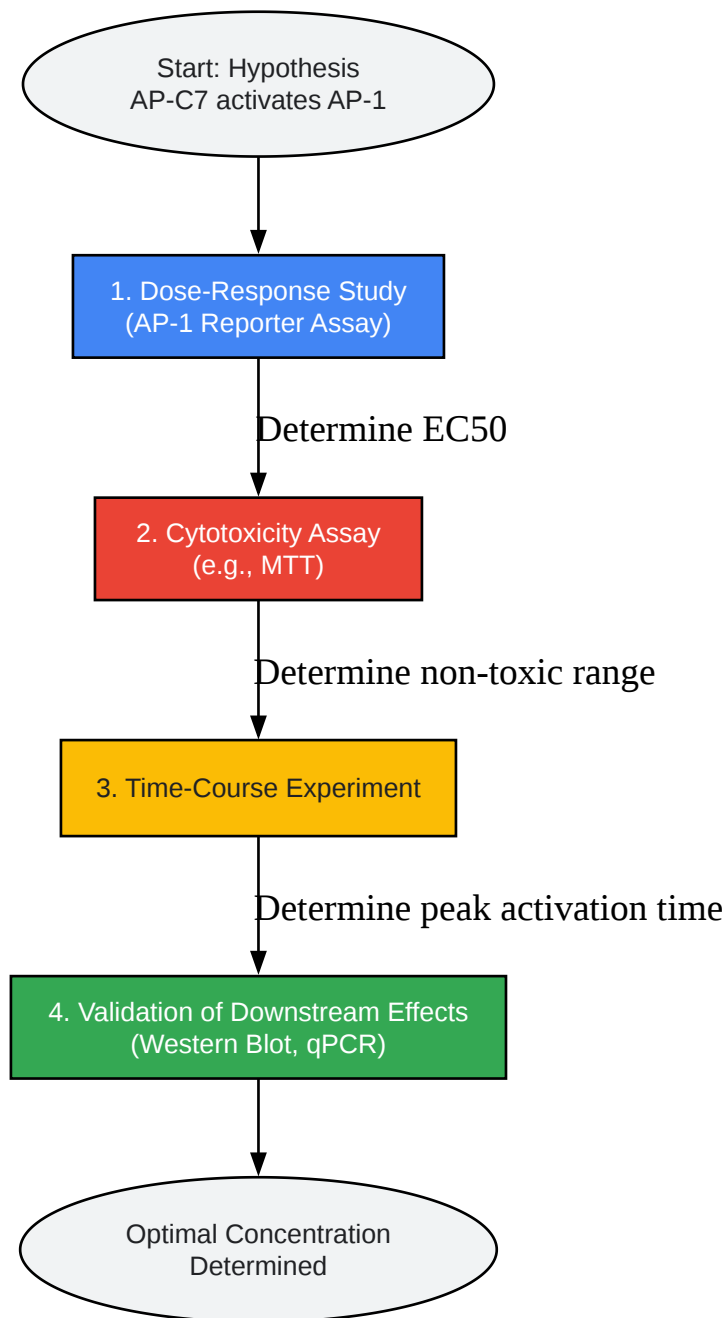 Start: Hypothesis
AP-C7 activates AP-1
1. Dose-Response Study
(AP-1 Reporter Assay)
Determine EC50
2. Cytotoxicity Assay
(e.g., MTT)
Determine non-toxic range
3. Time-Course Experiment
Determine peak activation time
4. Validation of Downstream Effects
(Western Blot, qPCR)
Optimal Concentration
Determined